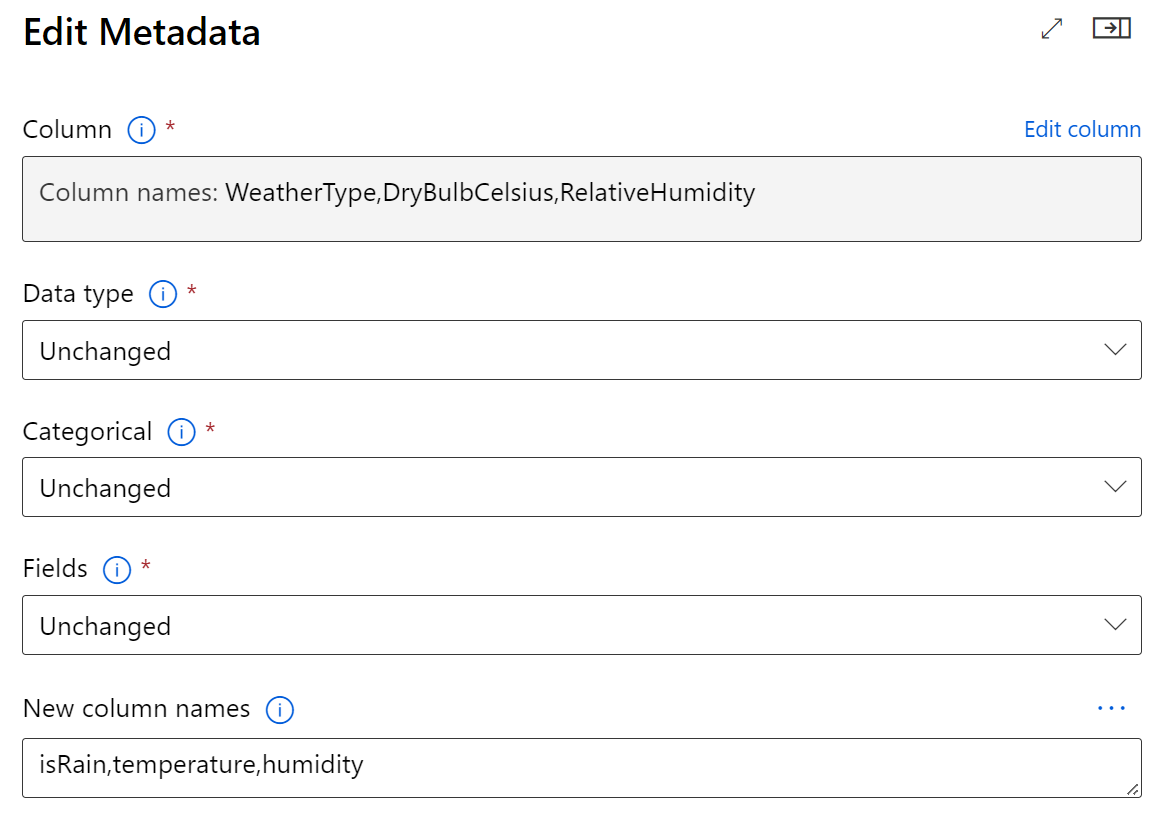 Edit Metadata
Column *
Edit column
Column names: WeatherType,DryBulbCelsius,RelativeHumidity
Data type *
Unchanged
Categorical *
Unchanged
Fields *
Unchanged
New column names
...
isRain,temperature,humidity